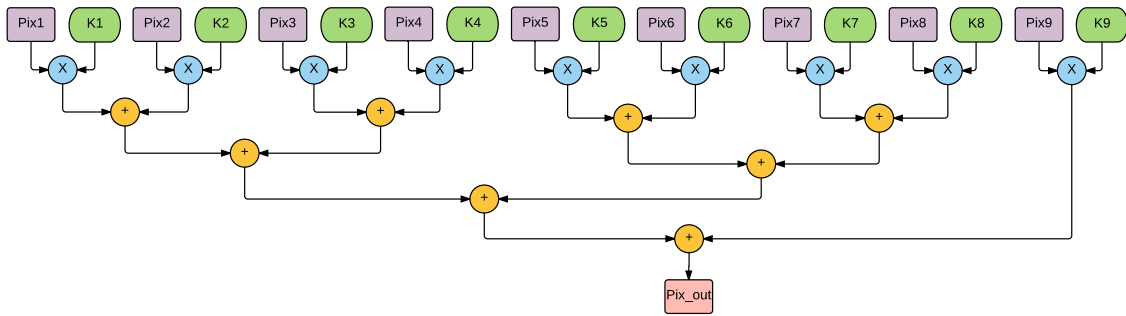 Pix1 K1 Pix2 K2 Pix3 K3 Pix4 K4 Pix5 K5 Pix6 K6 Pix7 K7 Pix8 K8 Pix9 K9
X X X X X X X X X
+ + + +
+ +
+
+
Pix_out